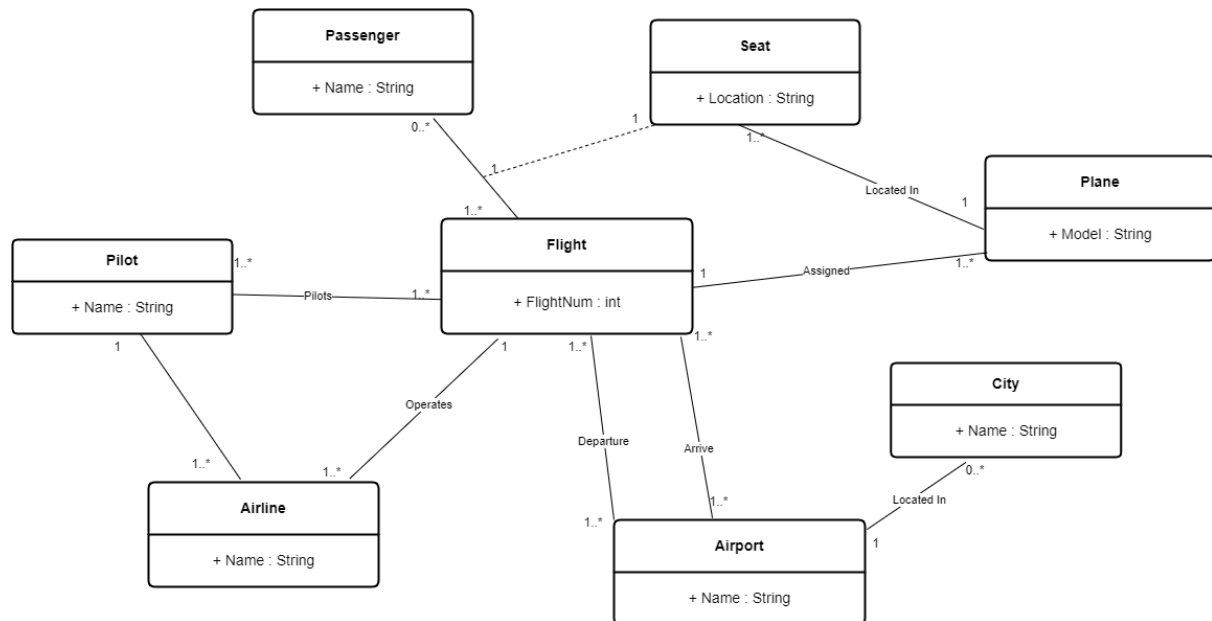 Passenger
+ Name : String
0..*
Seat
+ Location : String
1
1..*
1
Located In
1
Plane
+ Model : String
1..*
1..*
Flight
+ FlightNum : int
1
Assigned
Pilot
+ Name : String
1..*
Pilots
1..*
1
1
1..*
1..*
Operates
1..*
1..*
Airline
+ Name : String
Departure
Arrive
1..*
1..*
City
+ Name : String
0..*
Located In
1
Airport
+ Name : String